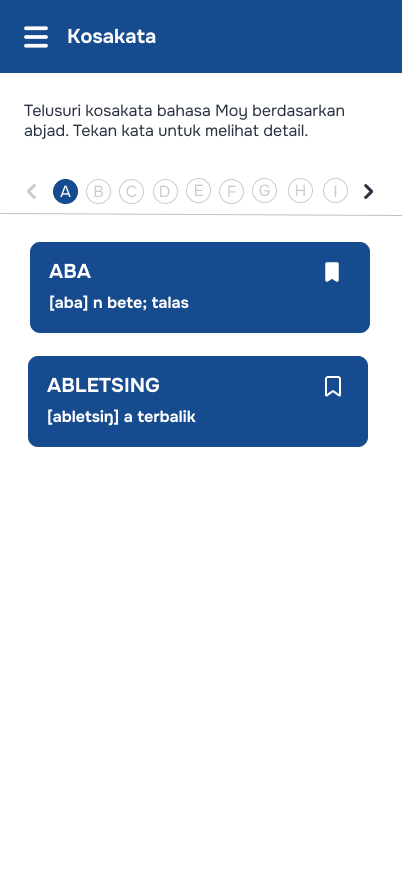 Kosakata
Telusuri kosakata bahasa Moy berdasarkan
abjad. Tekan kata untuk melihat detail.
A B C D E F G H I
ABA
[aba] n bete; talas
ABLETSING
[abletsiŋ] a terbalik